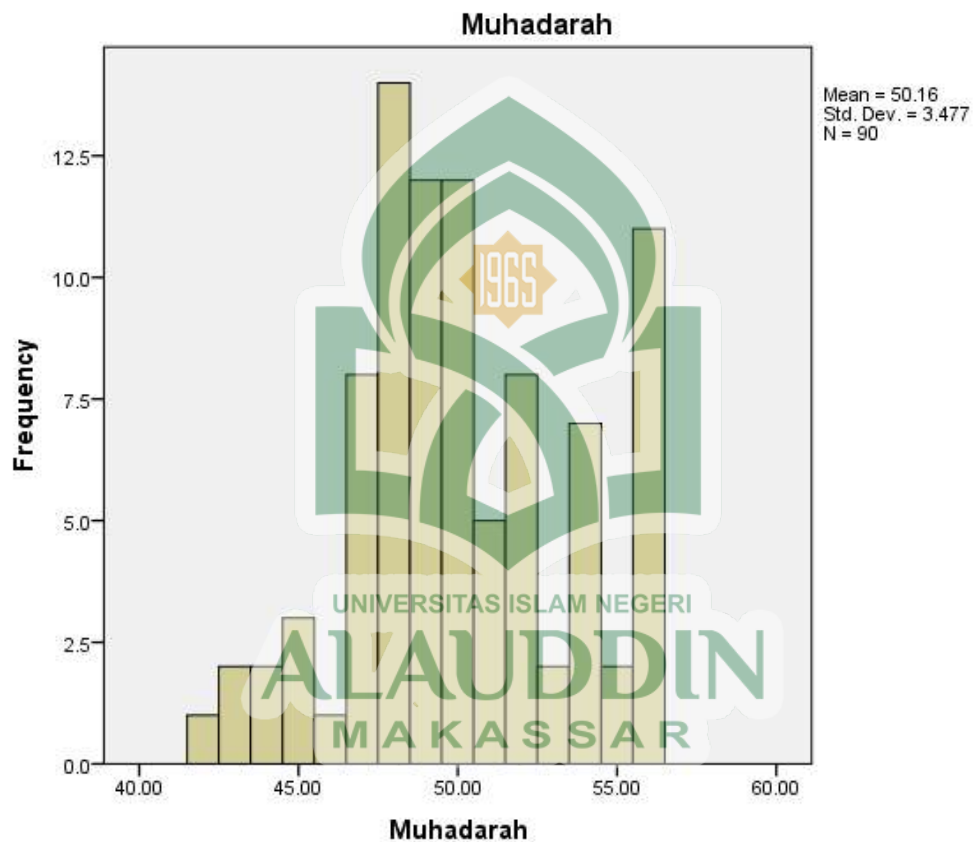 Muhadarah
Mean = 50.16
Std. Dev. = 3.477
N = 90
Frequency
12.5
10.0
7.5
5.0
2.5
0.0
1965
UNIVERSITAS ISLAM NEGERI
ALAUDDIN
MAKASSAR
40.00 45.00 50.00 55.00 60.00
Muhadarah